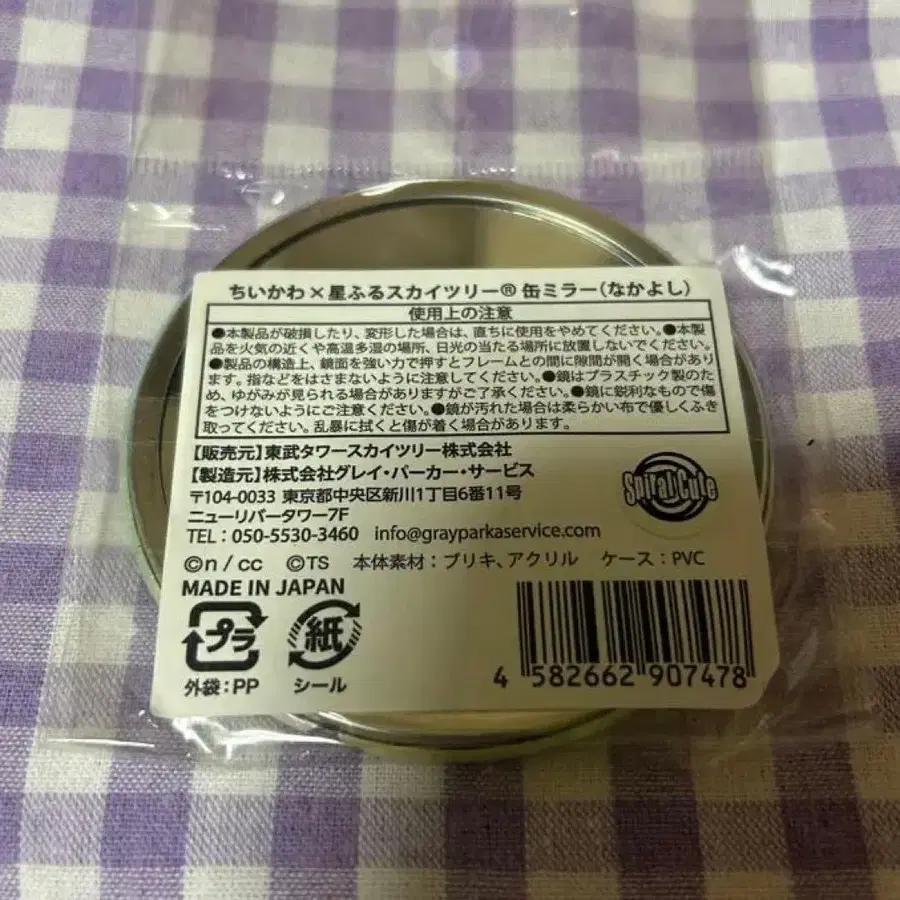 ちいかわ×星ふるスカイツリー® 缶ミラー(なかよし)
使用上の注意
●本製品が破損したり、変形した場合は、直ちに使用をやめてください。●本製
品を火気の近くや高温多湿の場所、日光の当たる場所に放置しないでください。
●製品の構造上、鏡面を強い力で押すとフレームとの間に隙間が開く場合があり
ます。指などをはさまないように注意してください。●鏡はプラスチック製のた
め、ゆがみが見られる場合がありますがご了承ください。●鏡に鋭利なもので傷
をつけないようにご注意ください。●鏡が汚れた場合は柔らかい布で優しくふき
取ってください。乱暴に拭くと傷が着く場合があります。
【販売元】東武タワースカイツリー株式会社
【製造元】株式会社グレイ・パーカー・サービス
〒104-0033 東京都中央区新川1丁目6番11号
ニューリバータワー7F
TEL:050-5530-3460 info@grayparkaservice.com
Spiral Cute
©n/cc ©TS 本体素材:ブリキ、アクリル ケース:PVC
MADE IN JAPAN
プラ 紙
外袋:PP シール
4 582662 907478